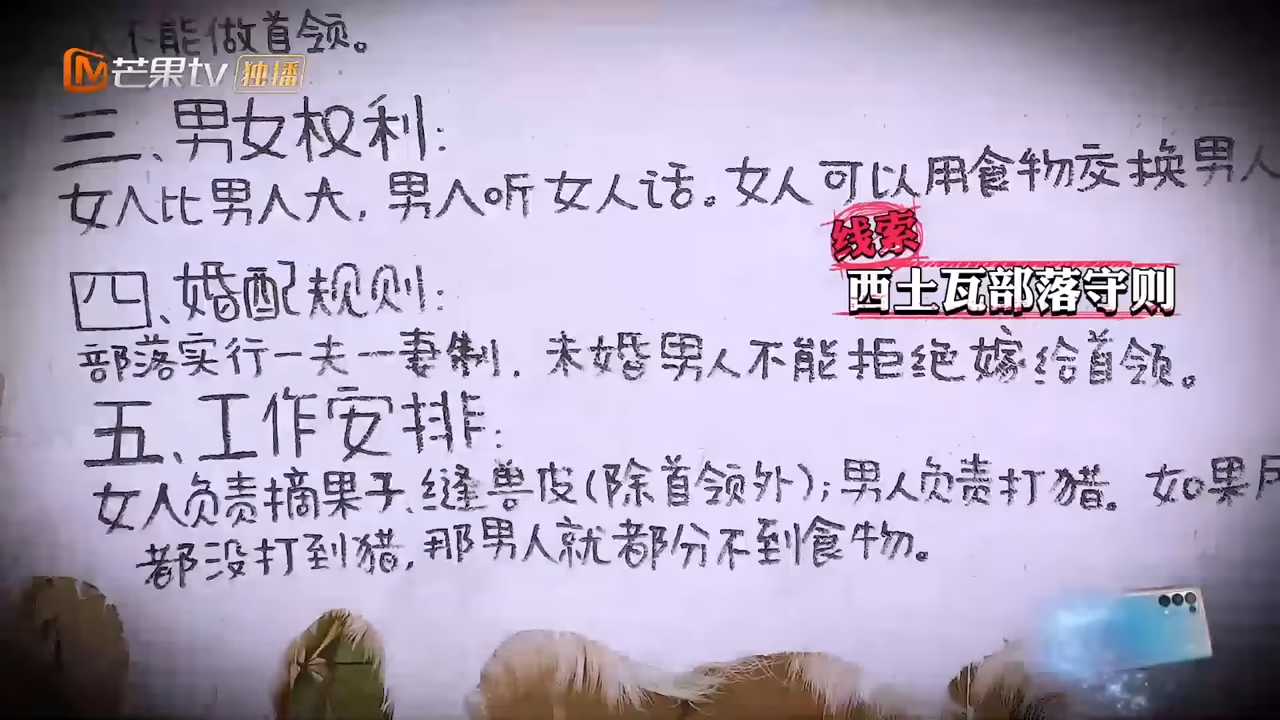 不能做首领。
芒果tv 独播
三、男女权利:
女人比男人大，男人听女人话。女人可以用食物交换男人
线索
西土瓦部落守则
四、婚配规则:
部落实行一夫一妻制，未婚男人不能拒绝嫁给首领。
五、工作安排:
女人负责摘果子、缝兽皮(除首领外);男人负责打猎。如果
都没打到猎,那男人就都分不到食物。